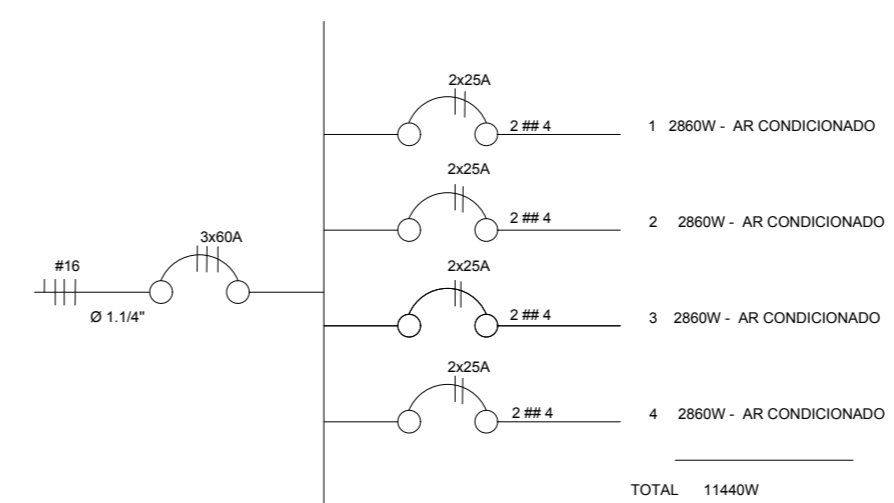 2x25A
2 ## 4 1 2860W - AR CONDICIONADO
2x25A
2 ## 4 2 2860W - AR CONDICIONADO
3x60A
#16
Ø 1.1/4"
2x25A
2 ## 4 3 2860W - AR CONDICIONADO
2x25A
2 ## 4 4 2860W - AR CONDICIONADO
TOTAL 11440W